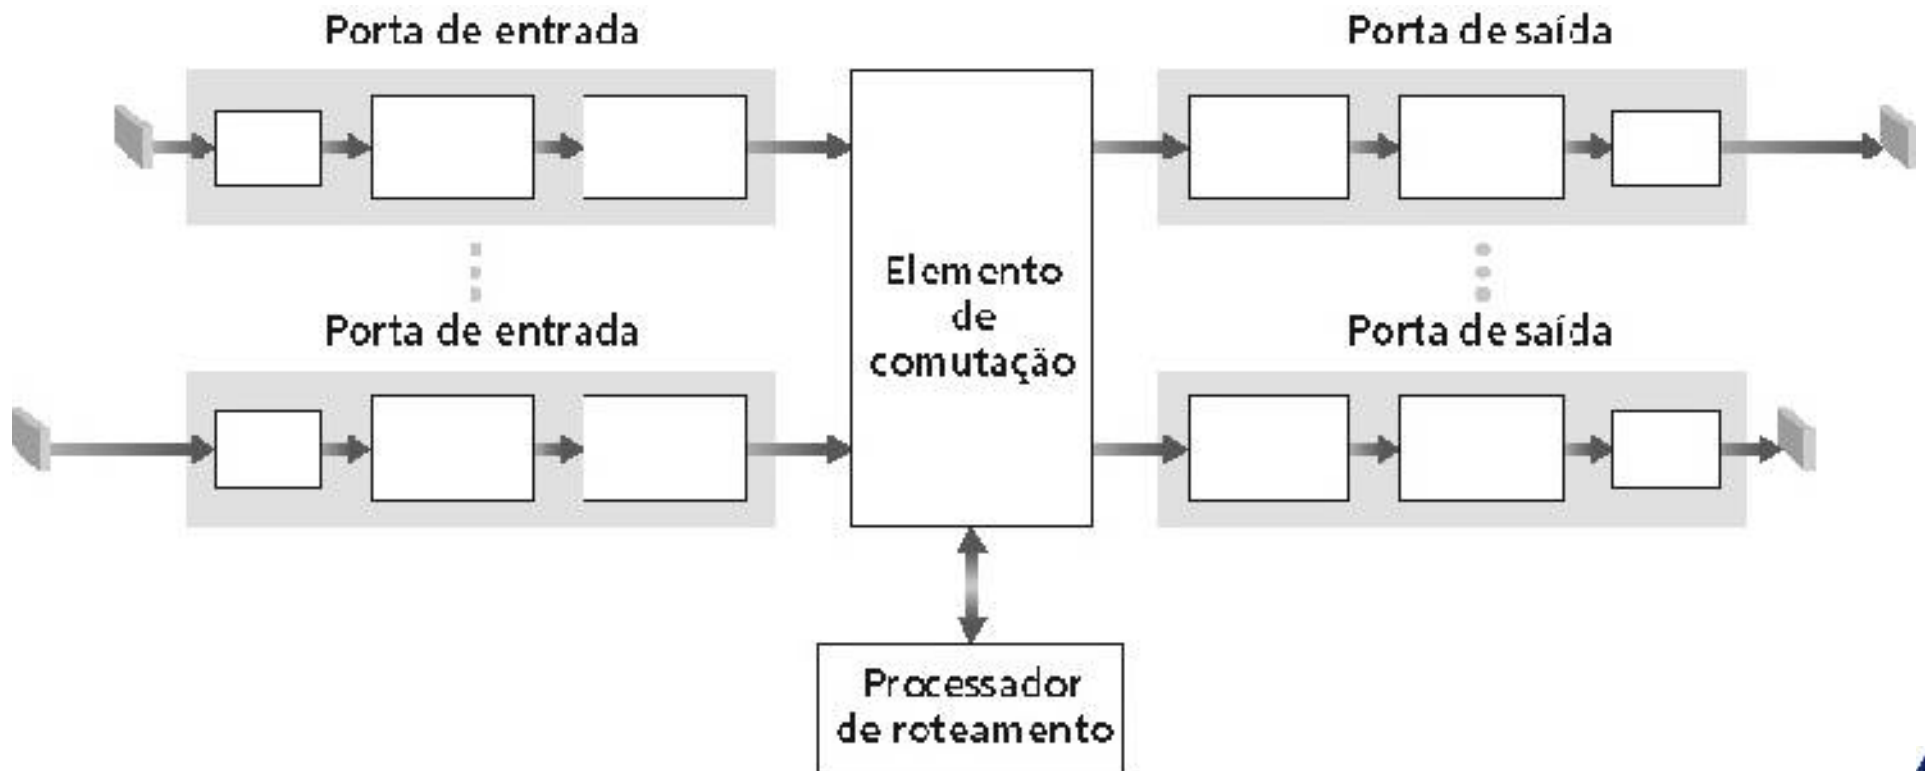 Porta de entrada
Porta de saída
Elemento
de
comutação
Porta de entrada
Porta de saída
Processador
de roteamento